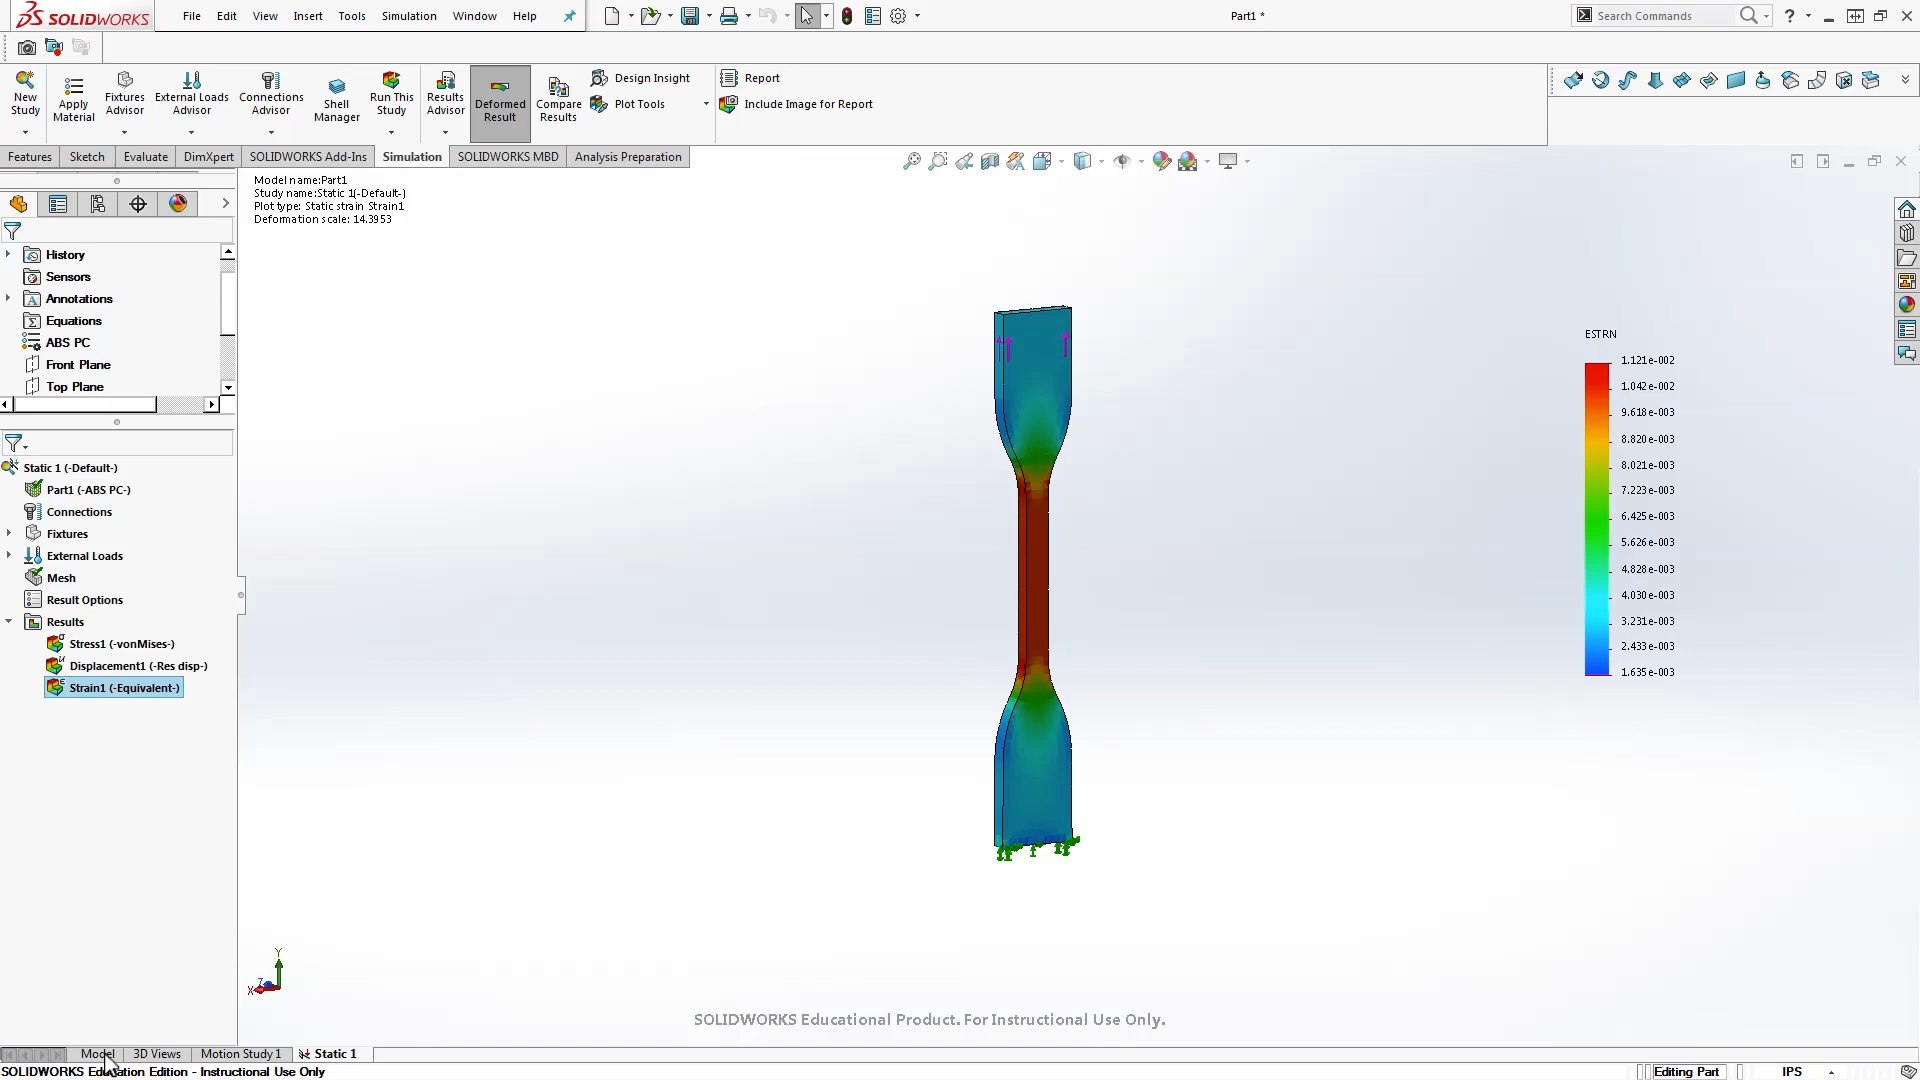 SOLIDWORKS
File Edit View Insert Tools Simulation Window Help
Part1 *
Search Commands
New Study
Apply Material
Fixtures Advisor
External Loads Advisor
Connections Advisor
Shell Manager
Run This Study
Results Advisor
Deformed Result
Compare Results
Design Insight
Plot Tools
Report
Include Image for Report
Features Sketch Evaluate DimXpert SOLIDWORKS Add-Ins Simulation SOLIDWORKS MBD Analysis Preparation
Model name:Part1
Study name:Static 1(-Default-)
Plot type: Static strain Strain1
Deformation scale: 14.3953
History
Sensors
Annotations
Equations
ABS PC
Front Plane
Top Plane
Static 1 (-Default-)
Part1 (-ABS PC-)
Connections
Fixtures
External Loads
Mesh
Result Options
Results
Stress1 (-vonMises-)
Displacement1 (-Res disp-)
Strain1 (-Equivalent-)
ESTRN
1.121e-002
1.042e-002
9.618e-003
8.820e-003
8.021e-003
7.223e-003
6.425e-003
5.626e-003
4.828e-003
4.030e-003
3.231e-003
2.433e-003
1.635e-003
Y
Z
X
SOLIDWORKS Educational Product. For Instructional Use Only.
Model 3D Views Motion Study 1 Static 1
SOLIDWORKS Education Edition - Instructional Use Only
Editing Part
IPS